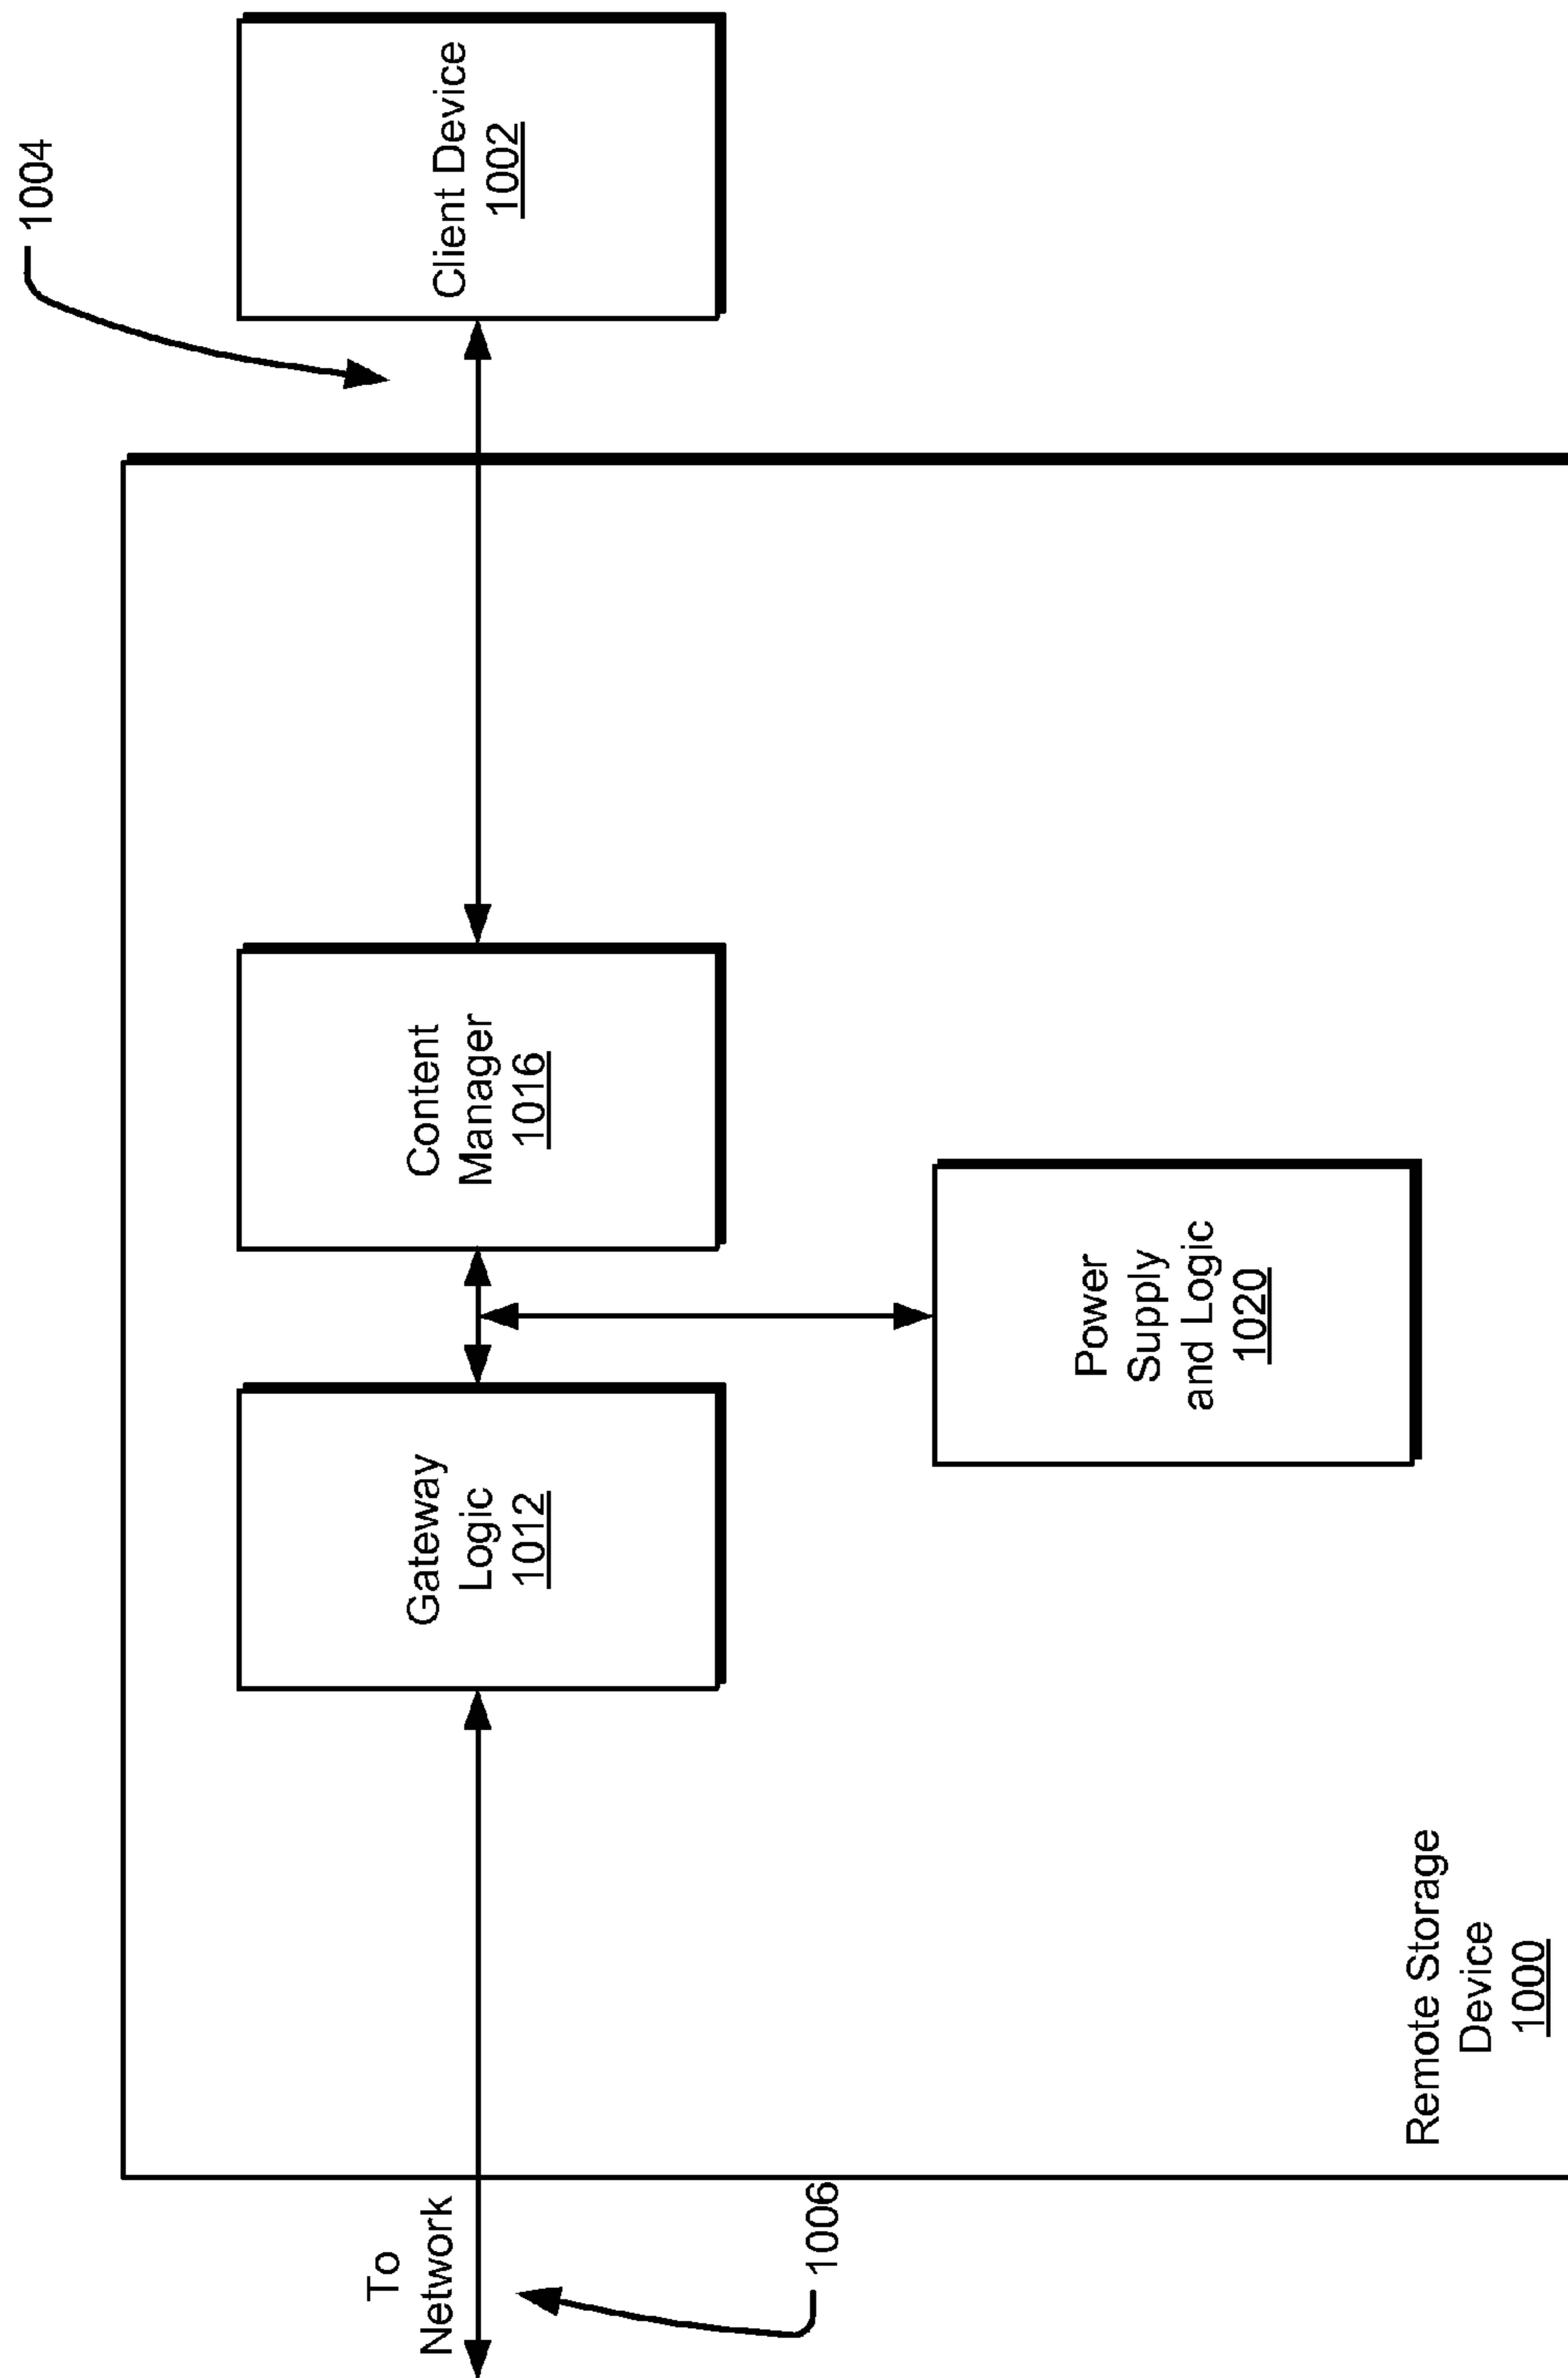 To
Network
1006
Gateway
Logic
1012
Content
Manager
1016
1004
Client Device
1002
Power
Supply
and Logic
1020
Remote Storage
Device
1000